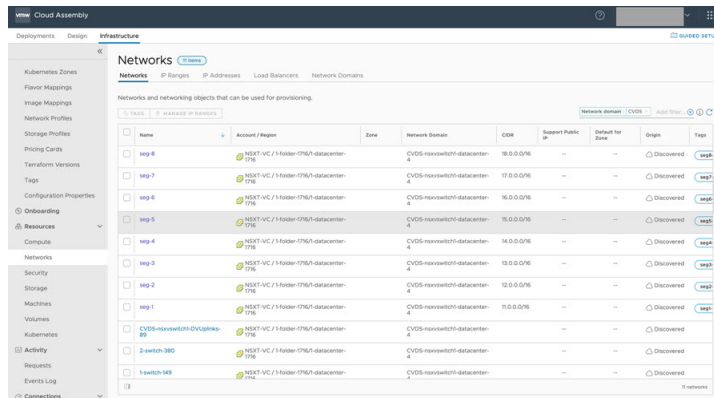 vmw Cloud Assembly
Deployments Design Infrastructure GUIDED SETU
Networks 11 items
Networks IP Ranges IP Addresses Load Balancers Network Domains
Networks and networking objects that can be used for provisioning.
TAGS MANAGE IP RANGES Network domain: CVDS Add filter...
Kubernetes Zones
Flavor Mappings
Image Mappings
Network Profiles
Storage Profiles
Pricing Cards
Terraform Versions
Tags
Configuration Properties
Onboarding
Resources
Compute
Networks
Security
Storage
Machines
Volumes
Kubernetes
Activity
Requests
Events Log
Connections
Name Account / Region Zone Network Domain CIDR Support Public IP Default for Zone Origin Tags
seg-8 NSXT-VC / 1-folder-1716/1-datacenter-1716 CVDS-nsxvswitch1-datacenter-4 18.0.0.0/16 -- -- Discovered seg8
seg-7 NSXT-VC / 1-folder-1716/1-datacenter-1716 CVDS-nsxvswitch1-datacenter-4 17.0.0.0/16 -- -- Discovered seg7
seg-6 NSXT-VC / 1-folder-1716/1-datacenter-1716 CVDS-nsxvswitch1-datacenter-4 16.0.0.0/16 -- -- Discovered seg6
seg-5 NSXT-VC / 1-folder-1716/1-datacenter-1716 CVDS-nsxvswitch1-datacenter-4 15.0.0.0/16 -- -- Discovered seg5
seg-4 NSXT-VC / 1-folder-1716/1-datacenter-1716 CVDS-nsxvswitch1-datacenter-4 14.0.0.0/16 -- -- Discovered seg4
seg-3 NSXT-VC / 1-folder-1716/1-datacenter-1716 CVDS-nsxvswitch1-datacenter-4 13.0.0.0/16 -- -- Discovered seg3
seg-2 NSXT-VC / 1-folder-1716/1-datacenter-1716 CVDS-nsxvswitch1-datacenter-4 12.0.0.0/16 -- -- Discovered seg2
seg-1 NSXT-VC / 1-folder-1716/1-datacenter-1716 CVDS-nsxvswitch1-datacenter-4 11.0.0.0/16 -- -- Discovered seg1
CVDS-nsxvswitch1-DVUplinks-89 NSXT-VC / 1-folder-1716/1-datacenter-1716 CVDS-nsxvswitch1-datacenter-4 -- -- Discovered
2-switch-380 NSXT-VC / 1-folder-1716/1-datacenter-1716 CVDS-nsxvswitch1-datacenter-4 -- -- Discovered
1-switch-149 NSXT-VC / 1-folder-1716/1-datacenter-1716 CVDS-nsxvswitch1-datacenter-4 -- -- Discovered
11 networks